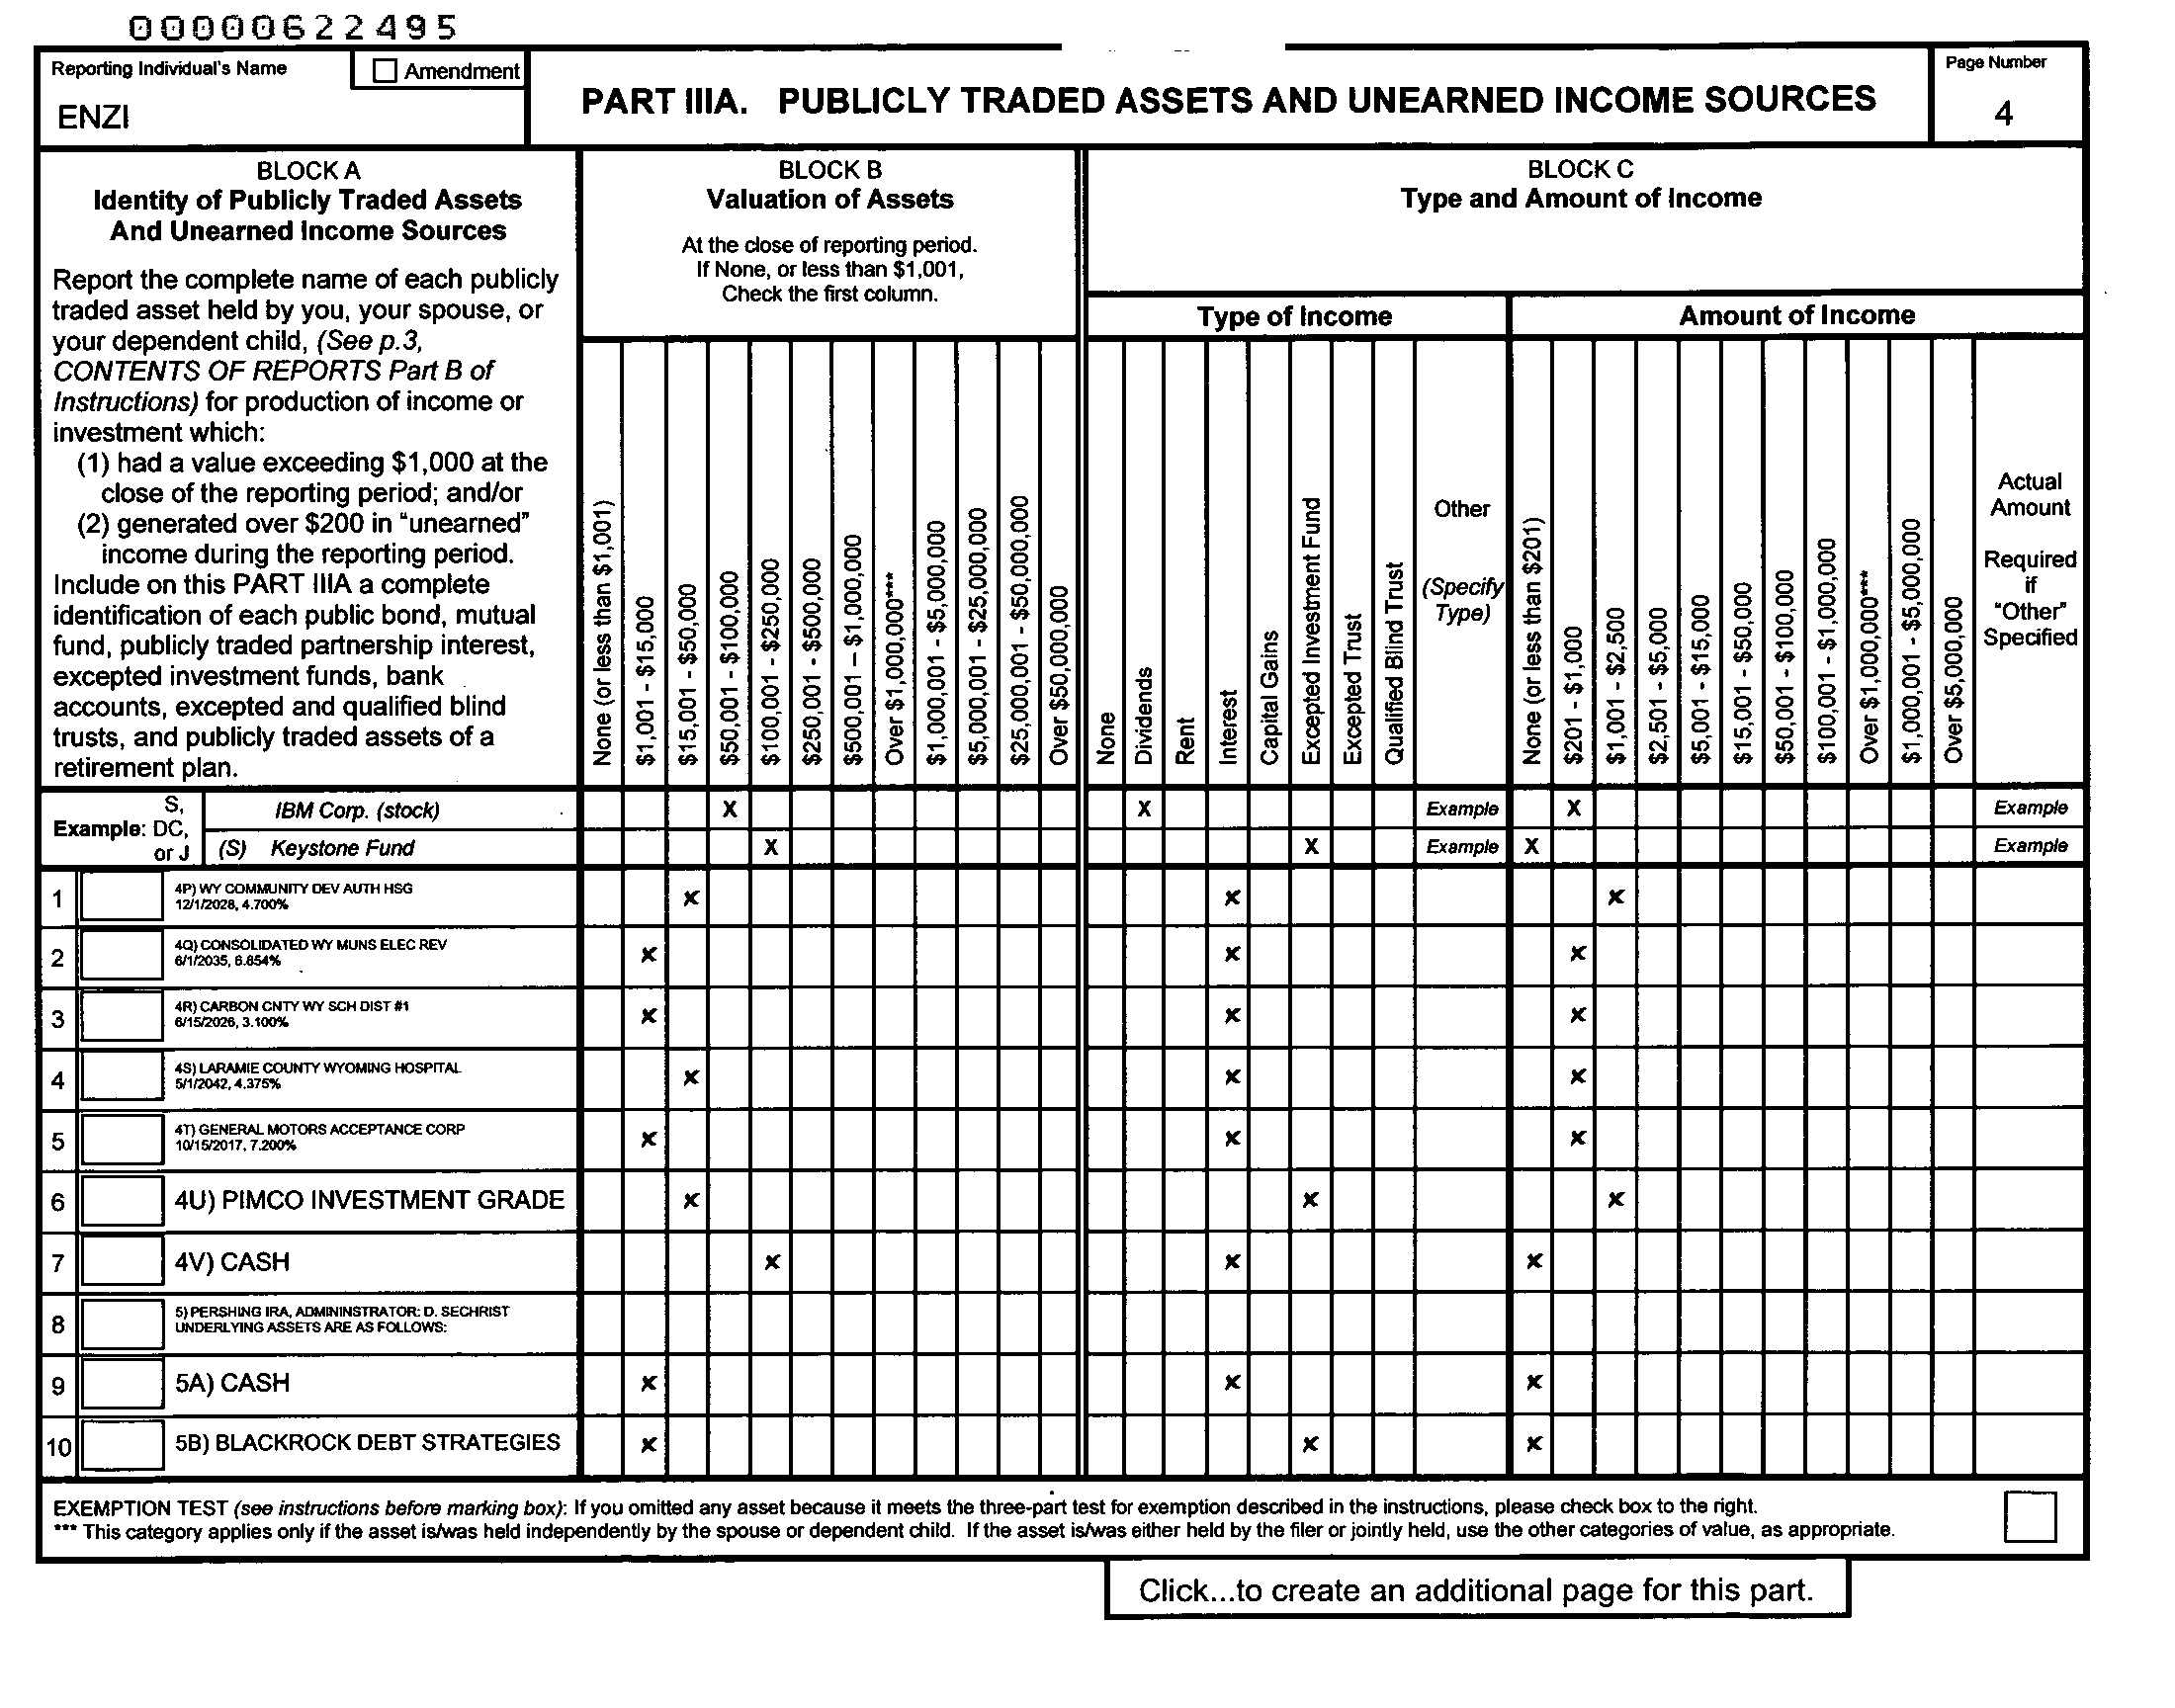 00000622495
Reporting Individual's Name
Amendment
ENZI
PART IIIA. PUBLICLY TRADED ASSETS AND UNEARNED INCOME SOURCES
Page Number
4
BLOCK A
Identity of Publicly Traded Assets
And Unearned Income Sources
Report the complete name of each publicly
traded asset held by you, your spouse, or
your dependent child, (See p.3,
CONTENTS OF REPORTS Part B of
Instructions) for production of income or
investment which:
(1) had a value exceeding $1,000 at the
close of the reporting period; and/or
(2) generated over $200 in "unearned"
income during the reporting period.
Include on this PART IIIA a complete
identification of each public bond, mutual
fund, publicly traded partnership interest,
excepted investment funds, bank
accounts, excepted and qualified blind
trusts, and publicly traded assets of a
retirement plan.
BLOCK B
Valuation of Assets
At the close of reporting period.
If None, or less than $1,001,
Check the first column.
None (or less than $1,001)
$1,001 - $15,000
$15,001 - $50,000
$50,001 - $100,000
$100,001 - $250,000
$250,001 - $500,000
$500,001 – $1,000,000
Over $1,000,000***
$1,000,001 - $5,000,000
$5,000,001 - $25,000,000
$25,000,001 - $50,000,000
Over $50,000,000
BLOCK C
Type and Amount of Income
Type of Income
None
Dividends
Rent
Interest
Capital Gains
Excepted Investment Fund
Excepted Trust
Qualified Blind Trust
Other
(Specify
Type)
Amount of Income
None (or less than $201)
$201 - $1,000
$1,001 - $2,500
$2,501 - $5,000
$5,001 - $15,000
$15,001 - $50,000
$50,001 - $100,000
$100,001 - $1,000,000
Over $1,000,000***
$1,000,001 - $5,000,000
Over $5,000,000
Actual
Amount
Required
if
"Other"
Specified
Example: S, DC, or J
IBM Corp. (stock) X X Example X Example
(S) Keystone Fund X X Example X Example
1 4P) WY COMMUNITY DEV AUTH HSG
12/1/2028, 4.700% x x x
2 4Q) CONSOLIDATED WY MUNS ELEC REV
6/1/2035, 6.654% x x x
3 4R) CARBON CNTY WY SCH DIST #1
6/15/2026, 3.100% x x x
4 4S) LARAMIE COUNTY WYOMING HOSPITAL
5/1/2042, 4.375% x x x
5 4T) GENERAL MOTORS ACCEPTANCE CORP
10/15/2017, 7.200% x x x
6 4U) PIMCO INVESTMENT GRADE x x x
7 4V) CASH x x x
8 5) PERSHING IRA, ADMININSTRATOR: D. SECHRIST
UNDERLYING ASSETS ARE AS FOLLOWS:
9 5A) CASH x x x
10 5B) BLACKROCK DEBT STRATEGIES x x x
EXEMPTION TEST (see instructions before marking box): If you omitted any asset because it meets the three-part test for exemption described in the instructions, please check box to the right.
*** This category applies only if the asset is/was held independently by the spouse or dependent child. If the asset is/was either held by the filer or jointly held, use the other categories of value, as appropriate.
Click...to create an additional page for this part.